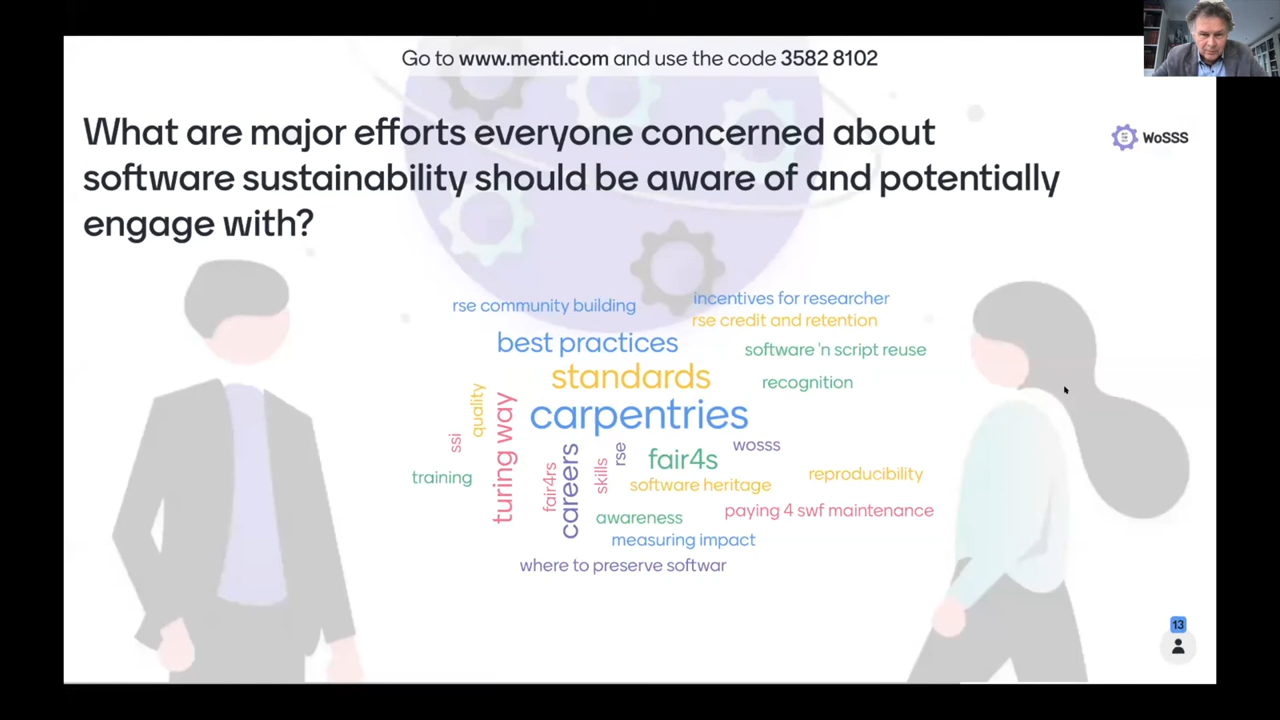 Go to www.menti.com and use the code 3582 8102
What are major efforts everyone concerned about
software sustainability should be aware of and potentially
engage with?
WoSSS
rse community building
incentives for researcher
rse credit and retention
best practices
software 'n script reuse
standards
recognition
quality
carpentries
ssi
turing way
rse
wosss
fair4s
training
fair4rs
careers
skills
software heritage
reproducibility
awareness
paying 4 swf maintenance
measuring impact
where to preserve softwar
13